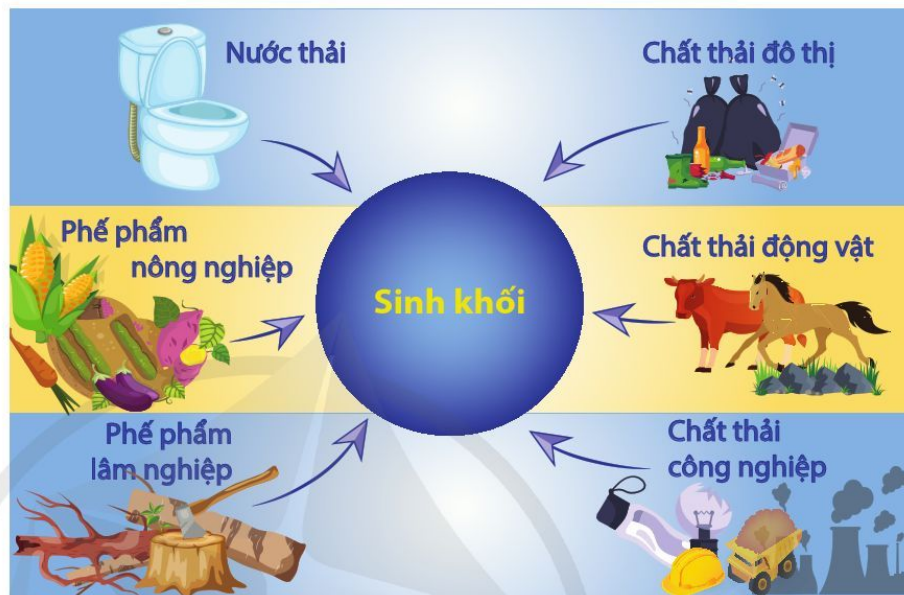 Nước thải
Chất thải đô thị
Phế phẩm
nông nghiệp
Chất thải động vật
Sinh khối
Phế phẩm
lâm nghiệp
Chất thải
công nghiệp